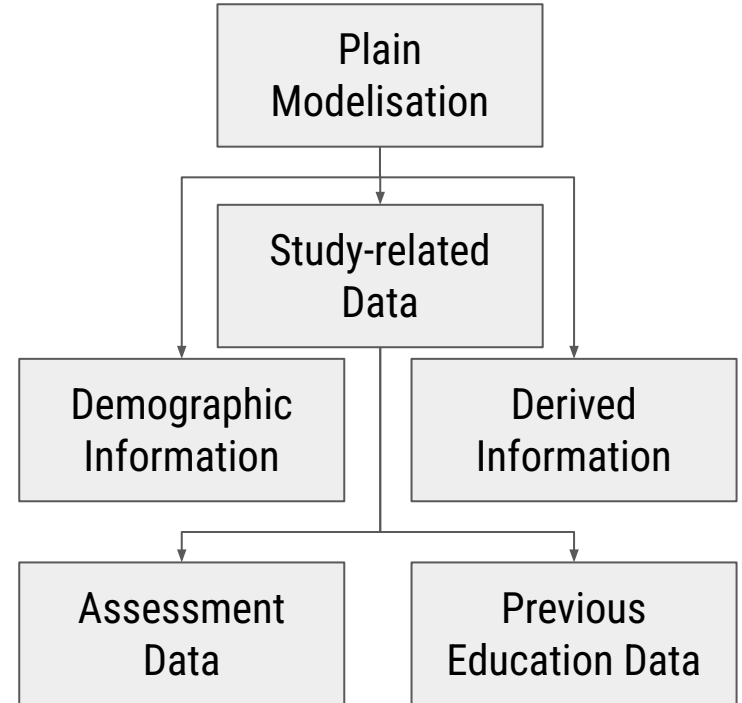 Plain
Modelisation
Study-related
Data
Demographic
Information
Derived
Information
Assessment
Data
Previous
Education Data